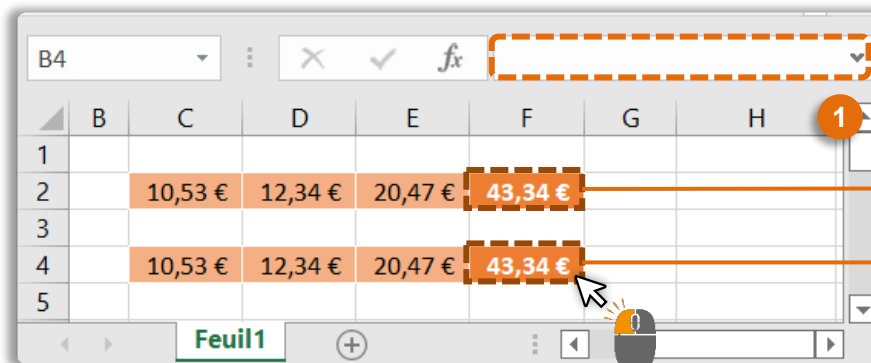 B4 fx
1
B C D E F G H
1
2 10,53 € 12,34 € 20,47 € 43,34 €
3
4 10,53 € 12,34 € 20,47 € 43,34 €
5
Feuil1